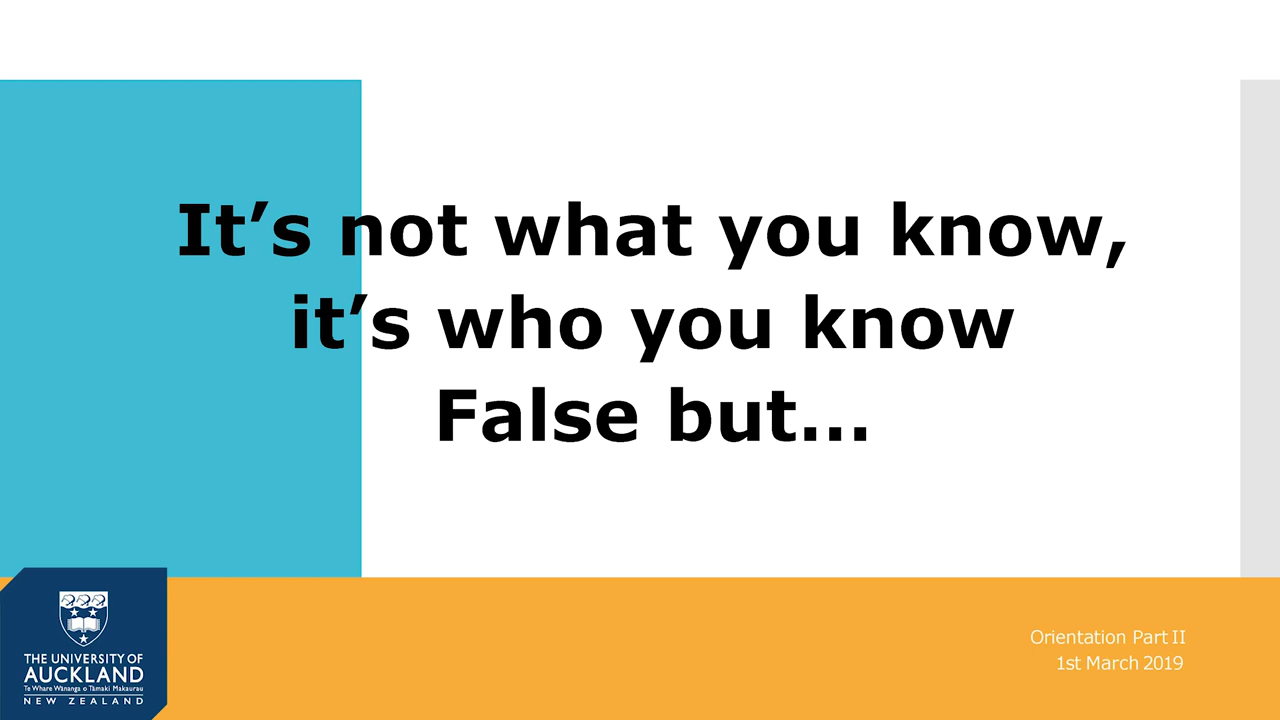 It’s not what you know,
it’s who you know
False but...
Orientation Part II
1st March 2019
THE UNIVERSITY OF
AUCKLAND
Te Whare Wānanga o Tāmaki Makaurau
NEW ZEALAND